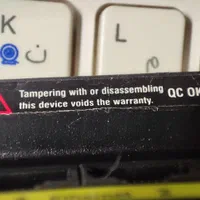 K
L
ن
م
Tampering with or disassembling
this device voids the warranty.
QC OK